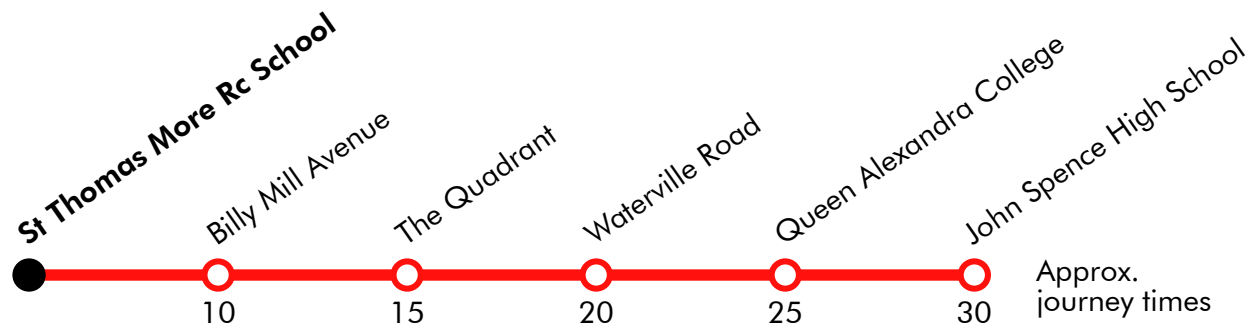 St Thomas More Rc School
Billy Mill Avenue
The Quadrant
Waterville Road
Queen Alexandra College
John Spence High School
10
15
20
25
30
Approx.
journey times